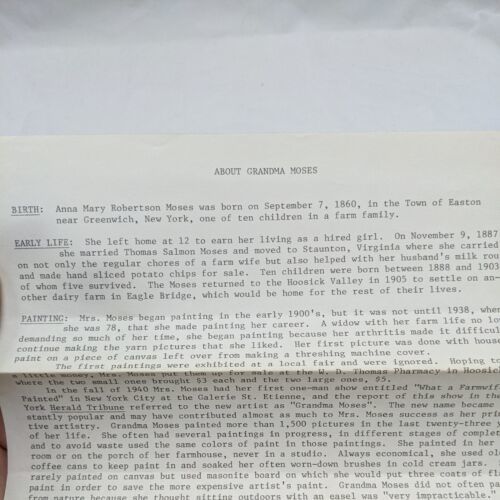 ABOUT GRANDMA MOSES
BIRTH: Anna Mary Robertson Moses was born on September 7, 1860, in the Town of Easton
near Greenwich, New York, one of ten children in a farm family.
EARLY LIFE: She left home at 12 to earn her living as a hired girl. On November 9, 1887
she married Thomas Salmon Moses and moved to Staunton, Virginia where she carried
on not only the regular chores of a farm wife but also helped with her husband's milk rou
and made hand sliced potato chips for sale. Ten children were born between 1888 and 1903
of whom five survived. The Moses returned to the Hoosick Valley in 1905 to settle on an-
other dairy farm in Eagle Bridge, which would be home for the rest of their lives.
PAINTING: Mrs. Moses began painting in the early 1900's, but it was not until 1938, when
she was 78, that she made painting her career. A widow with her farm life no lo
demanding so much of her time, she began painting because her arthritis made it difficul
continue making the yarn pictures that she liked. Her first picture was done with house
paint on a piece of canvas left over from making a threshing machine cover.
The first paintings were exhibited at a local fair and were ignored. Hoping to
a little money, Mrs. Moses put them up for sale at the W. D. Thomas Pharmacy in Hoosick
where the two small ones brought $3 each and the two large ones, $5.
In the fall of 1940 Mrs. Moses had her first one-man show entitled "What a Farmwif
Painted" in New York City at the Galerie St. Etienne, and the report of this show in the
York Herald Tribune referred to the new artist as "Grandma Moses". The new name became
stantly popular and may have contributed almost as much to Mrs. Moses success as her pri
tive artistry. Grandma Moses painted more than 1,500 pictures in the last twenty-three y
of her life. She often had several paintings in progress, in different stages of complet
and to avoid waste used the same colors of paint in those paintings. She painted in her
room or on the porch of her farmhouse, never in a studio. Always economical, she used ol
coffee cans to keep paint in and soaked her often worn-down brushes in cold cream jars.
rarely painted on canvas but used masonite board on which she would put three coats of f
paint in order to save the more expensive artist's paint. Grandma Moses did not often p
from nature because she thought sitting outdoors with an easel was "very impractickable"